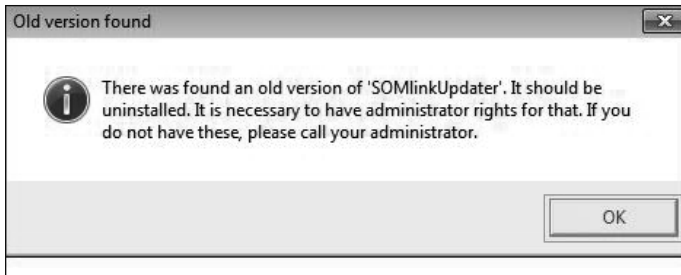 Old version found
There was found an old version of 'SOMlinkUpdater'. It should be
uninstalled. It is necessary to have administrator rights for that. If you
do not have these, please call your administrator.
OK